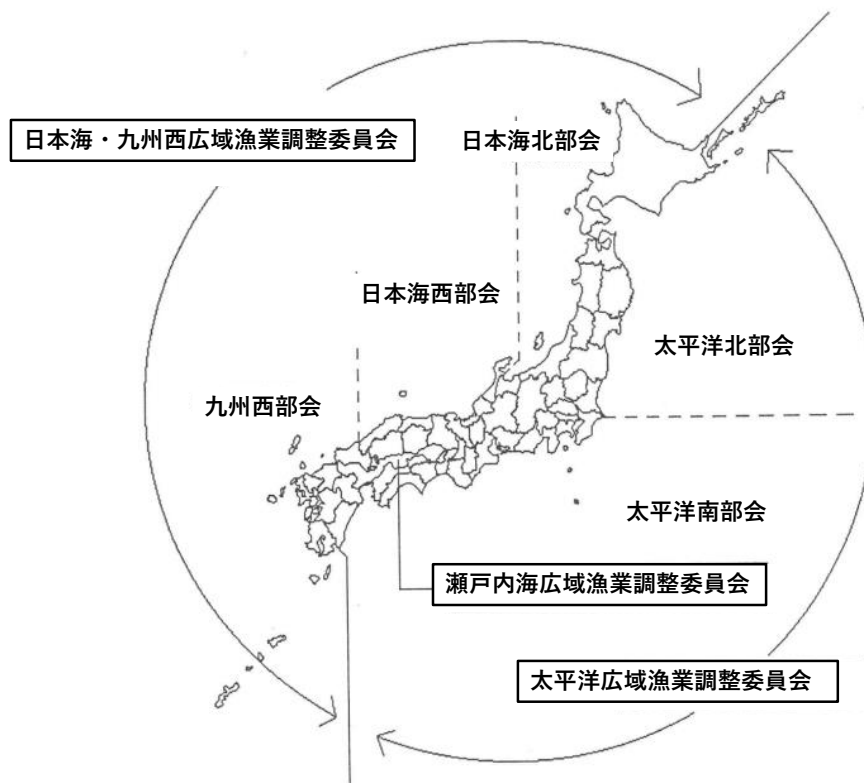 日本海・九州西広域漁業調整委員会
日本海北部会
日本海西部会
太平洋北部会
九州西部会
太平洋南部会
瀬戸内海広域漁業調整委員会
太平洋広域漁業調整委員会